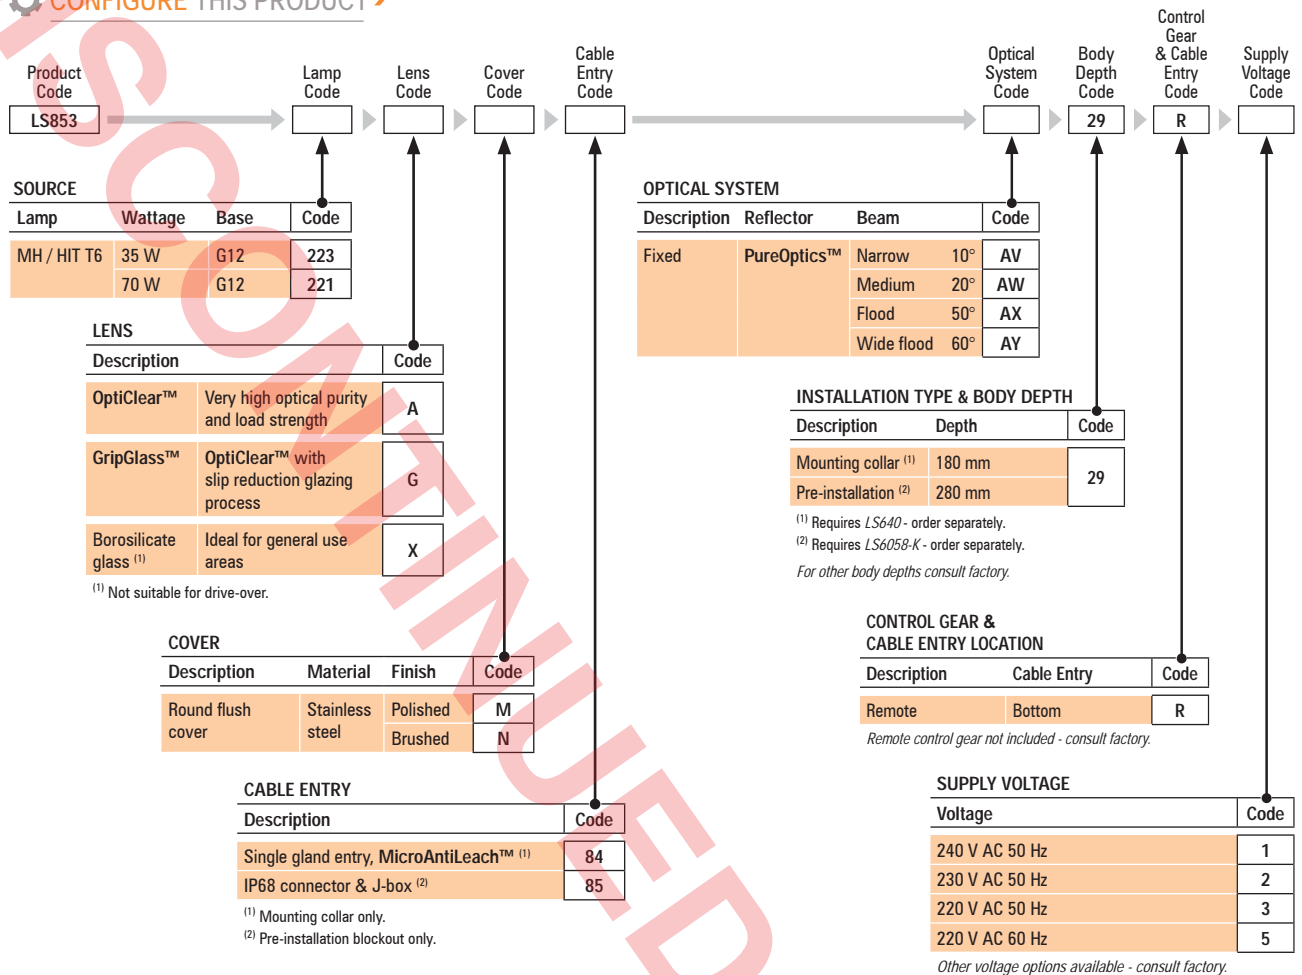 CONFIGURE THIS PRODUCT
Product Code
Lamp Code
Lens Code
Cover Code
Cable Entry Code
Optical System Code
Body Depth Code
Control Gear & Cable Entry Code
Supply Voltage Code
LS853
29
R
SOURCE
Lamp Wattage Base Code
MH / HIT T6 35 W G12 223
70 W G12 221
LENS
Description Code
OptiClear™ Very high optical purity and load strength A
GripGlass™ OptiClear™ with slip reduction glazing process G
Borosilicate glass (1) Ideal for general use areas X
(1) Not suitable for drive-over.
COVER
Description Material Finish Code
Round flush cover Stainless steel Polished M
Brushed N
CABLE ENTRY
Description Code
Single gland entry, MicroAntiLeach™ (1) 84
IP68 connector & J-box (2) 85
(1) Mounting collar only.
(2) Pre-installation blockout only.
OPTICAL SYSTEM
Description Reflector Beam Code
Fixed PureOptics™ Narrow 10° AV
Medium 20° AW
Flood 50° AX
Wide flood 60° AY
INSTALLATION TYPE & BODY DEPTH
Description Depth Code
Mounting collar (1) 180 mm 29
Pre-installation (2) 280 mm
(1) Requires LS640 - order separately.
(2) Requires LS6058-K - order separately.
For other body depths consult factory.
CONTROL GEAR &
CABLE ENTRY LOCATION
Description Cable Entry Code
Remote Bottom R
Remote control gear not included - consult factory.
SUPPLY VOLTAGE
Voltage Code
240 V AC 50 Hz 1
230 V AC 50 Hz 2
220 V AC 50 Hz 3
220 V AC 60 Hz 5
Other voltage options available - consult factory.
ISCONTINUED